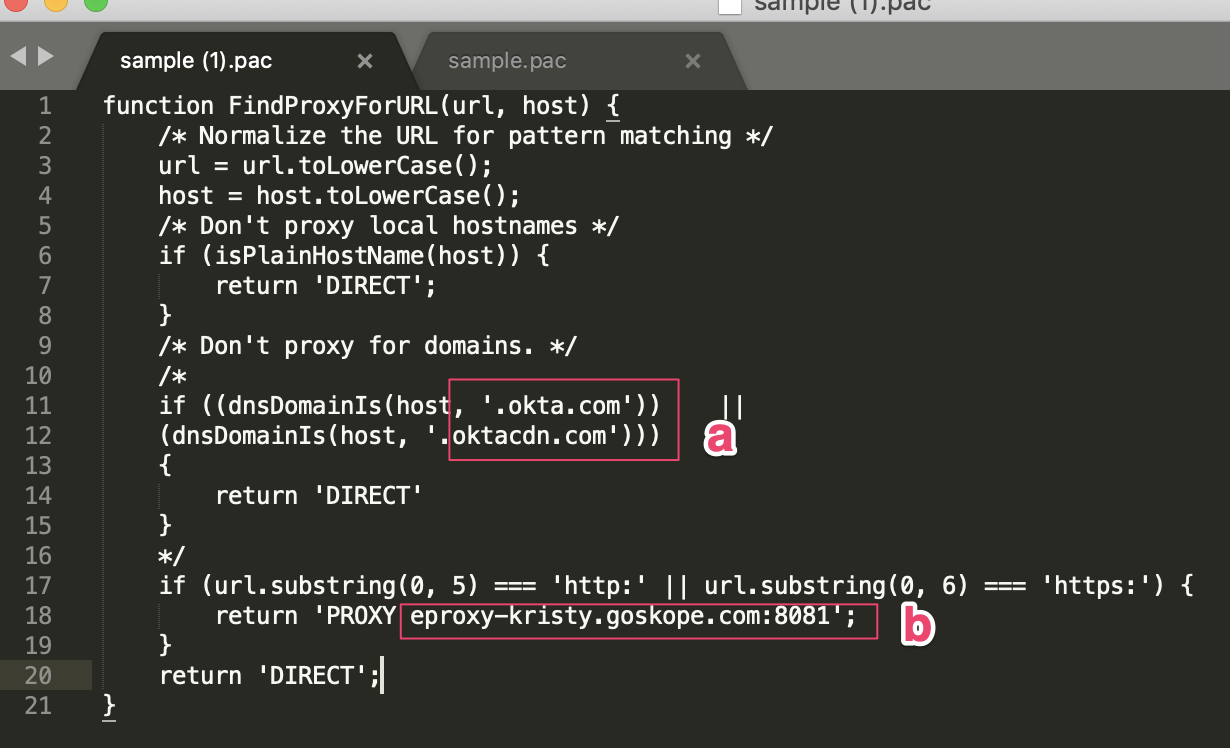 sample (1).pac
sample (1).pac × sample.pac ×
1 function FindProxyForURL(url, host) {
2     /* Normalize the URL for pattern matching */
3     url = url.toLowerCase();
4     host = host.toLowerCase();
5     /* Don't proxy local hostnames */
6     if (isPlainHostName(host)) {
7         return 'DIRECT';
8     }
9     /* Don't proxy for domains. */
10     /*
11     if ((dnsDomainIs(host, '.okta.com'))    ||
a
12     (dnsDomainIs(host, '.oktacdn.com')))
13     {
14         return 'DIRECT'
15     }
16     */
17     if (url.substring(0, 5) === 'http:' || url.substring(0, 6) === 'https:') {
18         return 'PROXY eproxy-kristy.goskope.com:8081';
b
19     }
20     return 'DIRECT';
21 }